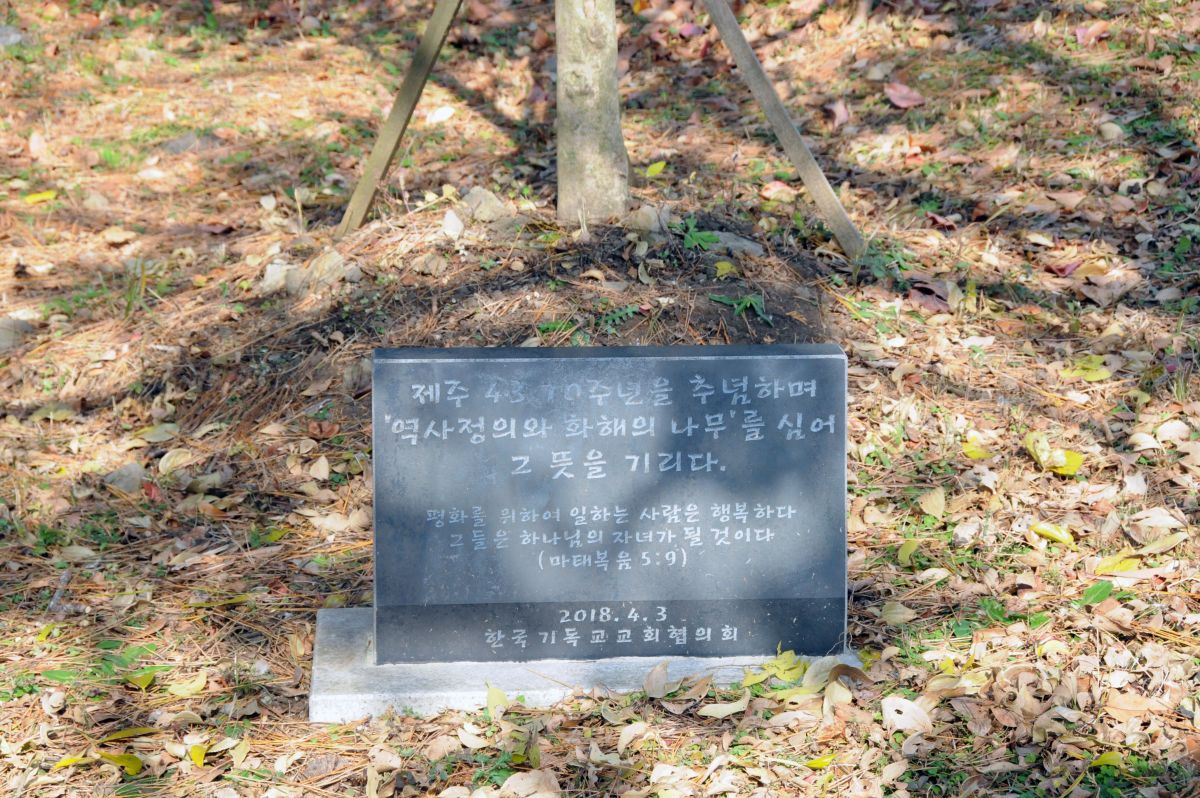 제주 4.3 70주년을 추념하며
'역사정의와 화해의 나무'를 심어
그 뜻을 기리다.
평화를 위하여 일하는 사람은 행복하다
그들은 하나님의 자녀가 될 것이다
(마태복음 5:9)
2018. 4. 3
한국기독교교회협의회